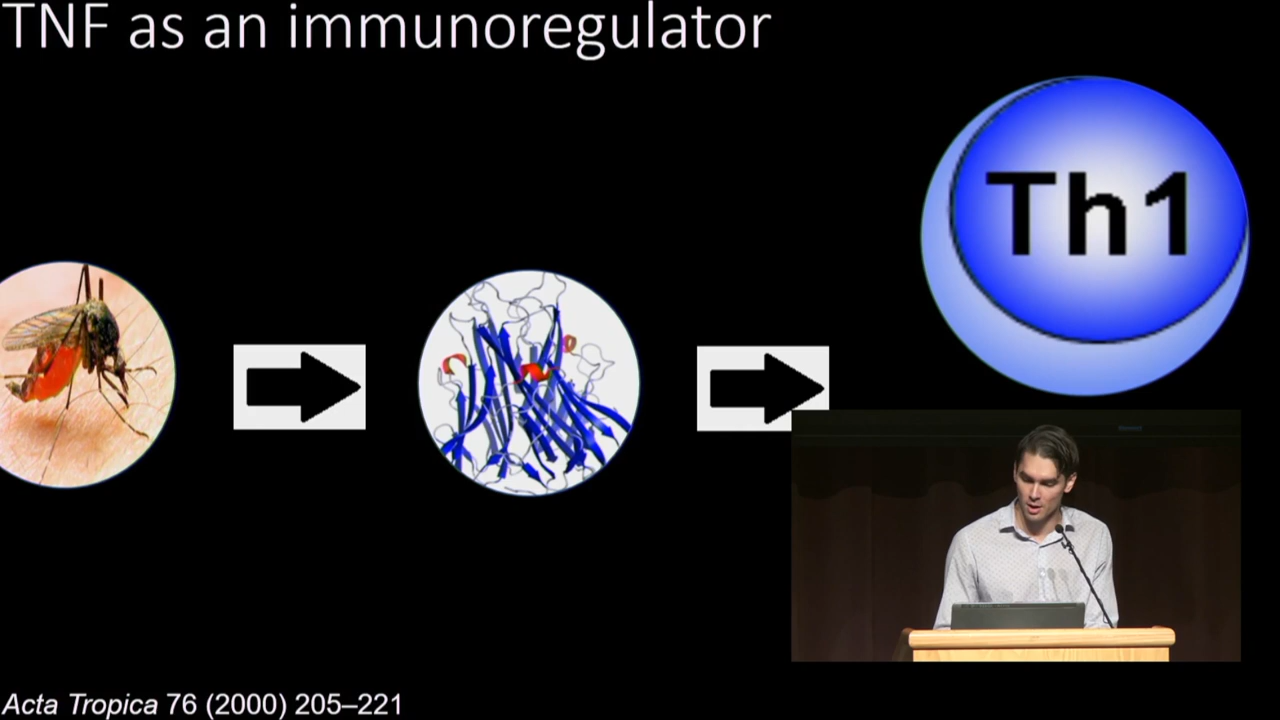 TNF as an immunoregulator
Th1
Acta Tropica 76 (2000) 205–221